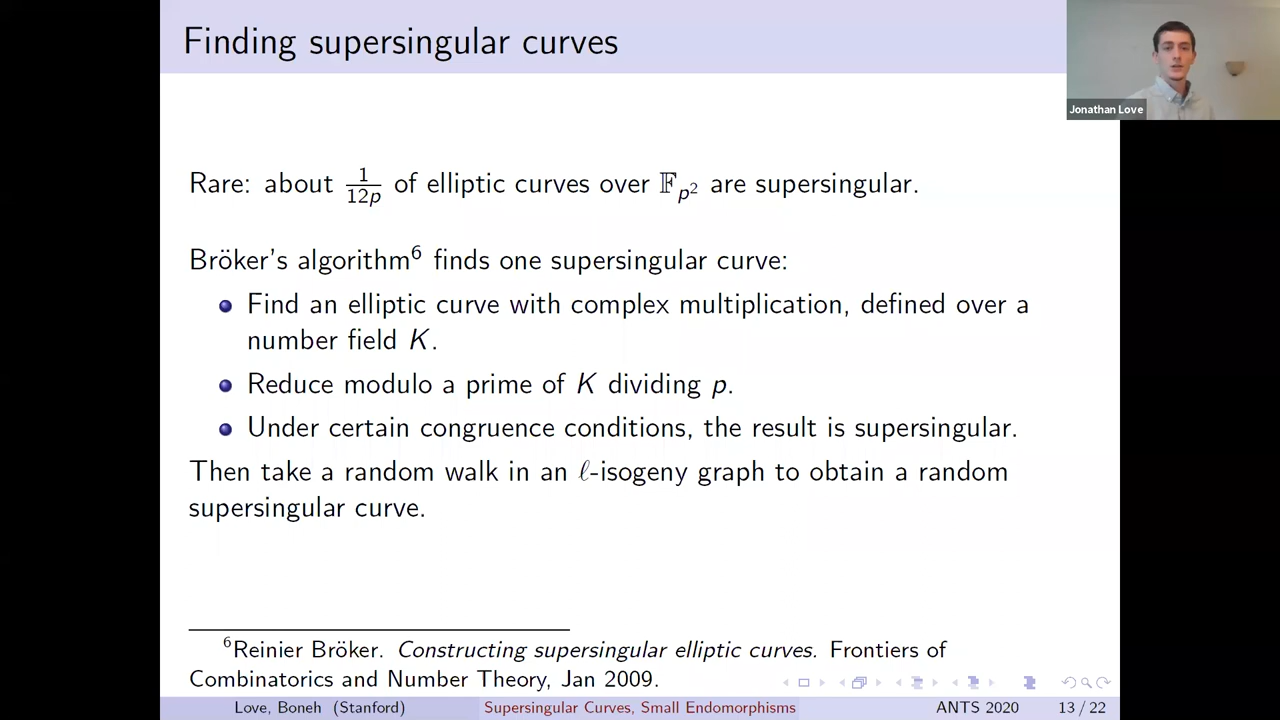 Finding supersingular curves
Jonathan Love
Rare: about 1/12p of elliptic curves over 𝔽_{p²} are supersingular.
Bröker's algorithm⁶ finds one supersingular curve:
Find an elliptic curve with complex multiplication, defined over a
number field K.
Reduce modulo a prime of K dividing p.
Under certain congruence conditions, the result is supersingular.
Then take a random walk in an ℓ-isogeny graph to obtain a random
supersingular curve.
⁶Reinier Bröker. Constructing supersingular elliptic curves. Frontiers of
Combinatorics and Number Theory, Jan 2009.
Love, Boneh (Stanford) Supersingular Curves, Small Endomorphisms ANTS 2020 13 / 22